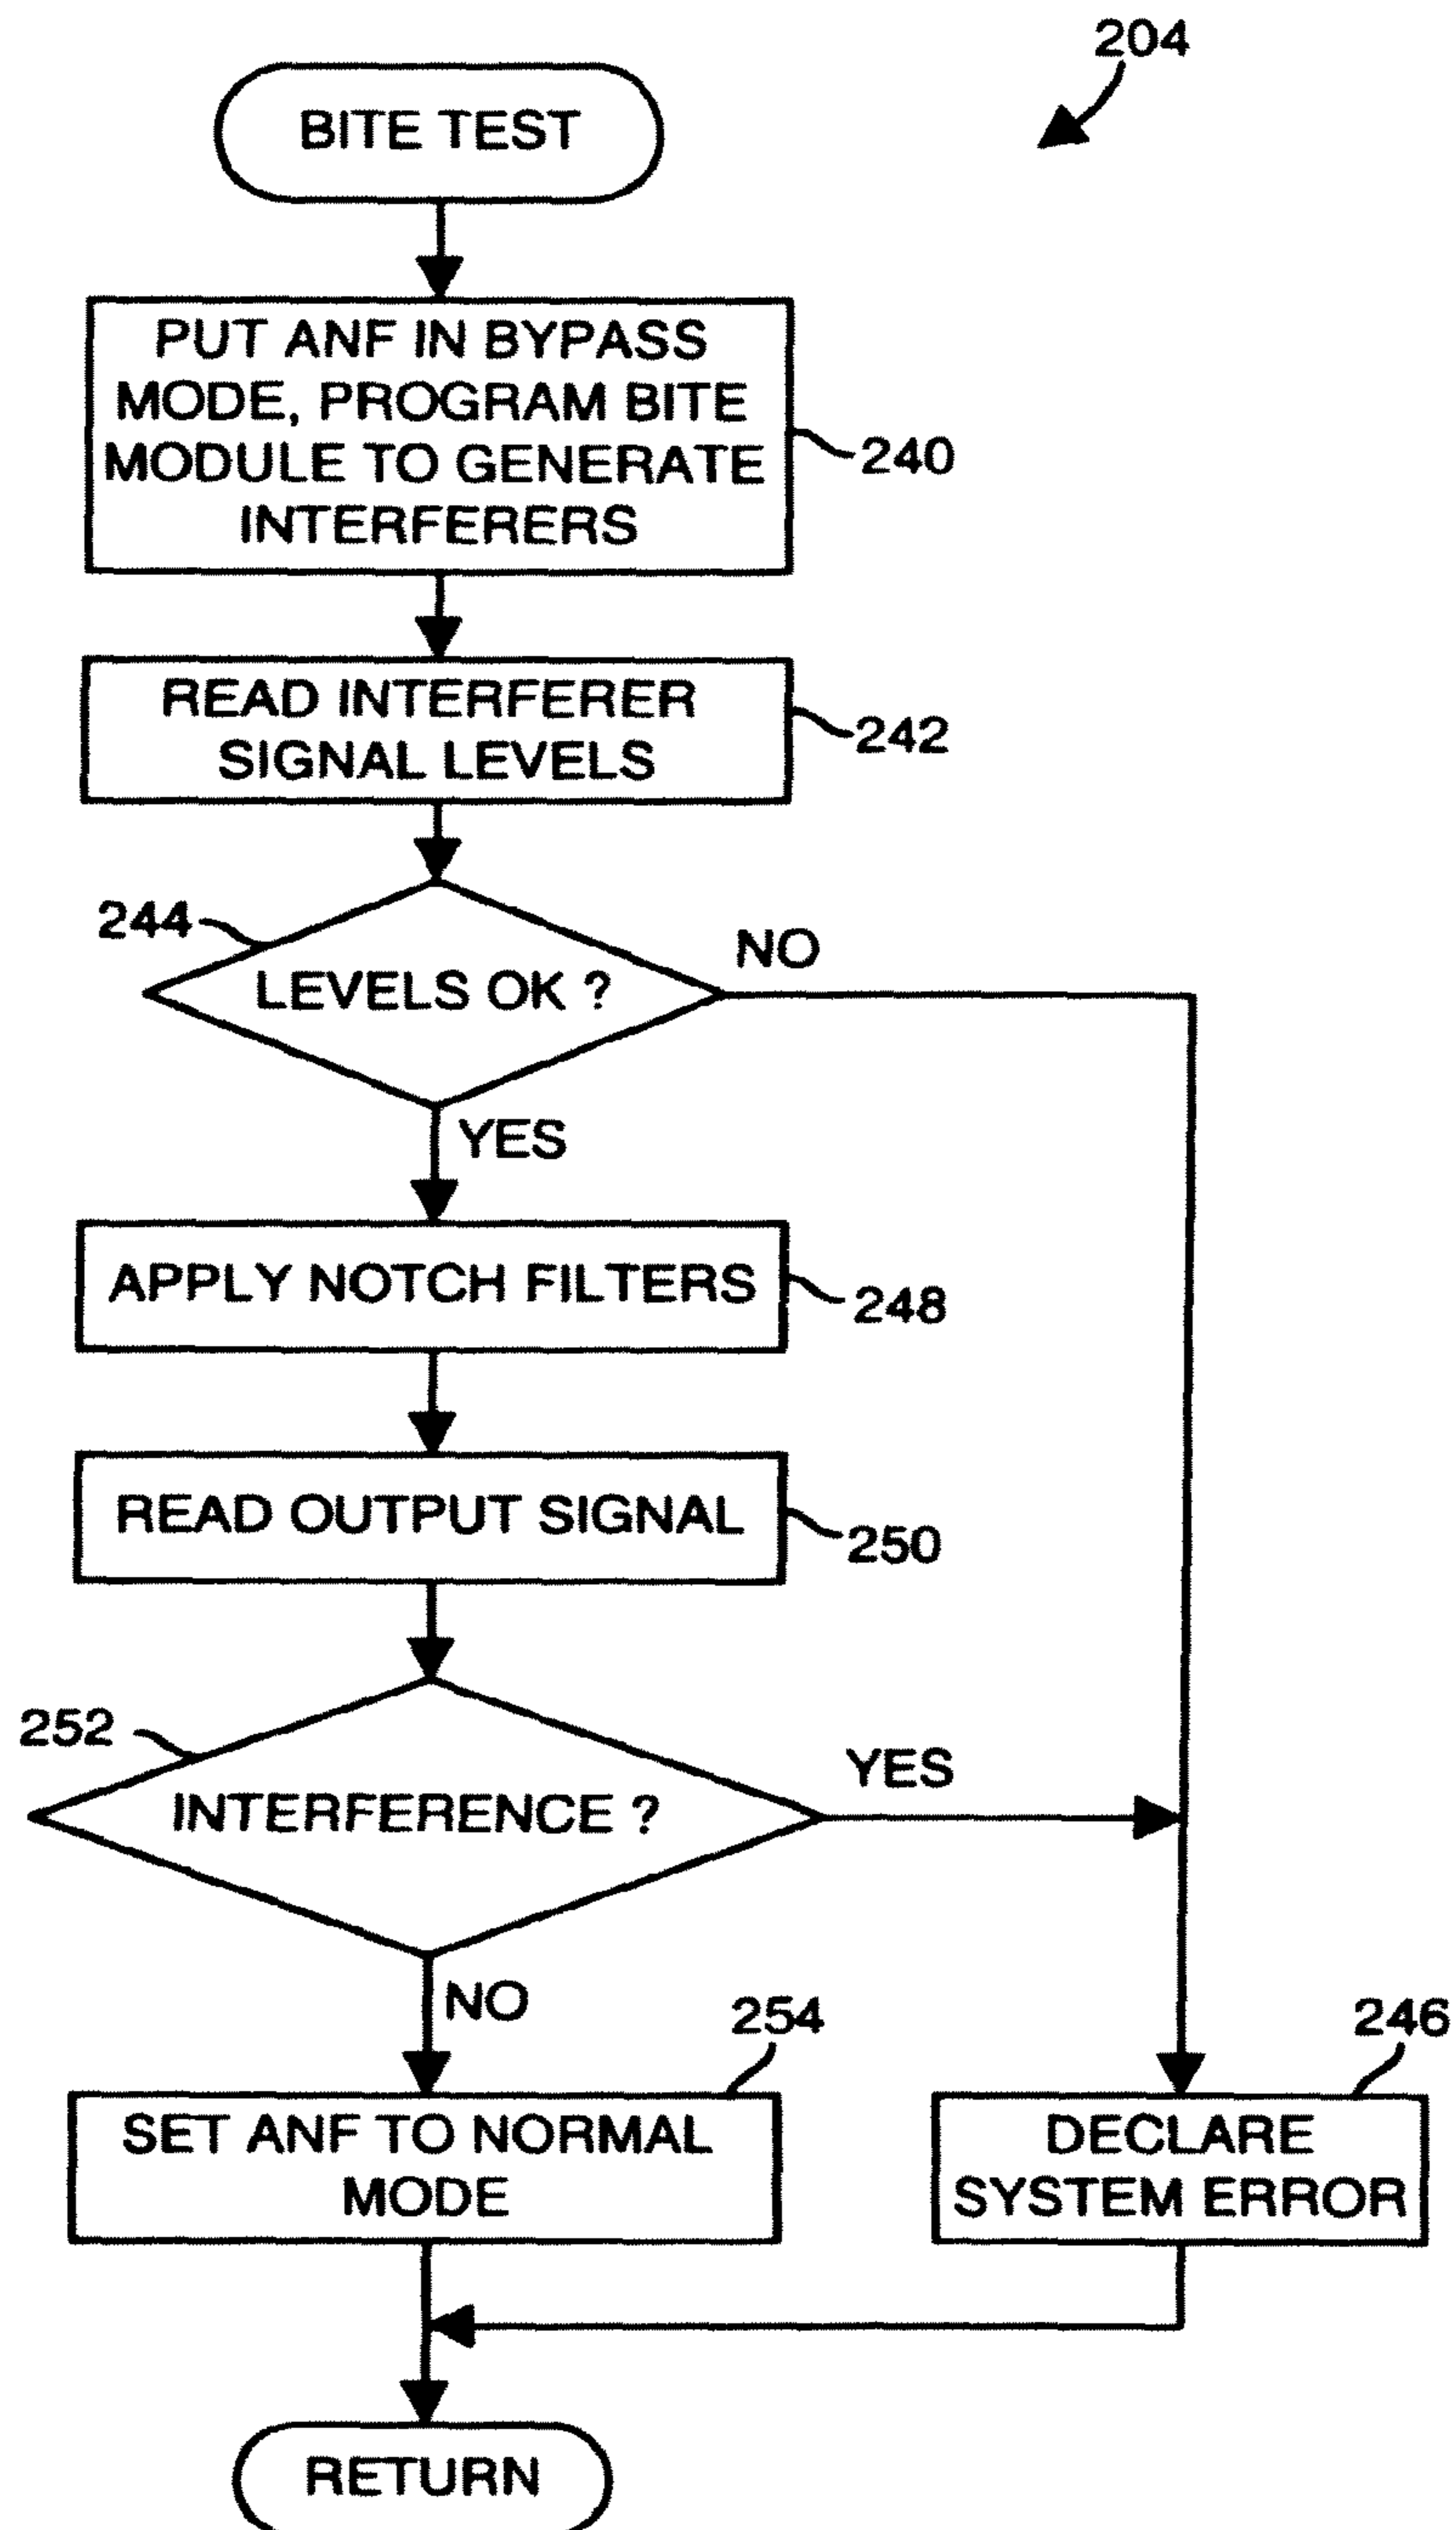 204
BITE TEST
PUT ANF IN BYPASS
MODE, PROGRAM BITE
MODULE TO GENERATE
INTERFERERS
240
READ INTERFERER
SIGNAL LEVELS
242
244
LEVELS OK ?
NO
YES
APPLY NOTCH FILTERS
248
READ OUTPUT SIGNAL
250
252
INTERFERENCE ?
YES
NO
254
246
SET ANF TO NORMAL
MODE
DECLARE
SYSTEM ERROR
RETURN